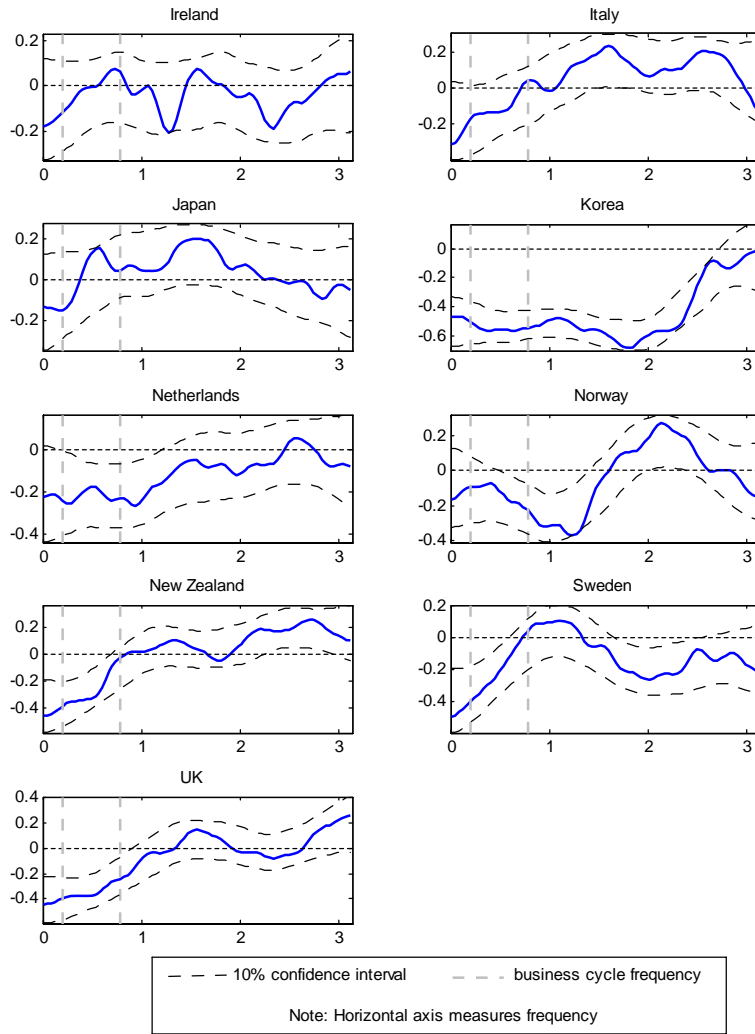 Ireland
0.2
0
-0.2
0 1 2 3
Italy
0.2
0
-0.2
0 1 2 3
Japan
0.2
0
-0.2
0 1 2 3
Korea
0
-0.2
-0.4
-0.6
0 1 2 3
Netherlands
0
-0.2
-0.4
0 1 2 3
Norway
0.2
0
-0.2
-0.4
0 1 2 3
New Zealand
0.2
0
-0.2
-0.4
0 1 2 3
Sweden
0.2
0
-0.2
-0.4
0 1 2 3
UK
0.4
0.2
0
-0.2
-0.4
0 1 2 3
10% confidence interval business cycle frequency
Note: Horizontal axis measures frequency